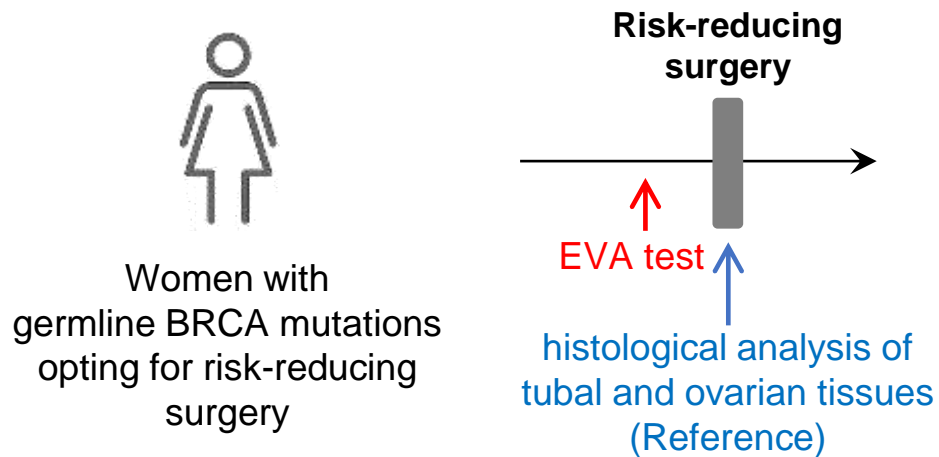 Risk-reducing
surgery
EVA test
Women with
germline BRCA mutations
opting for risk-reducing
surgery
histological analysis of
tubal and ovarian tissues
(Reference)